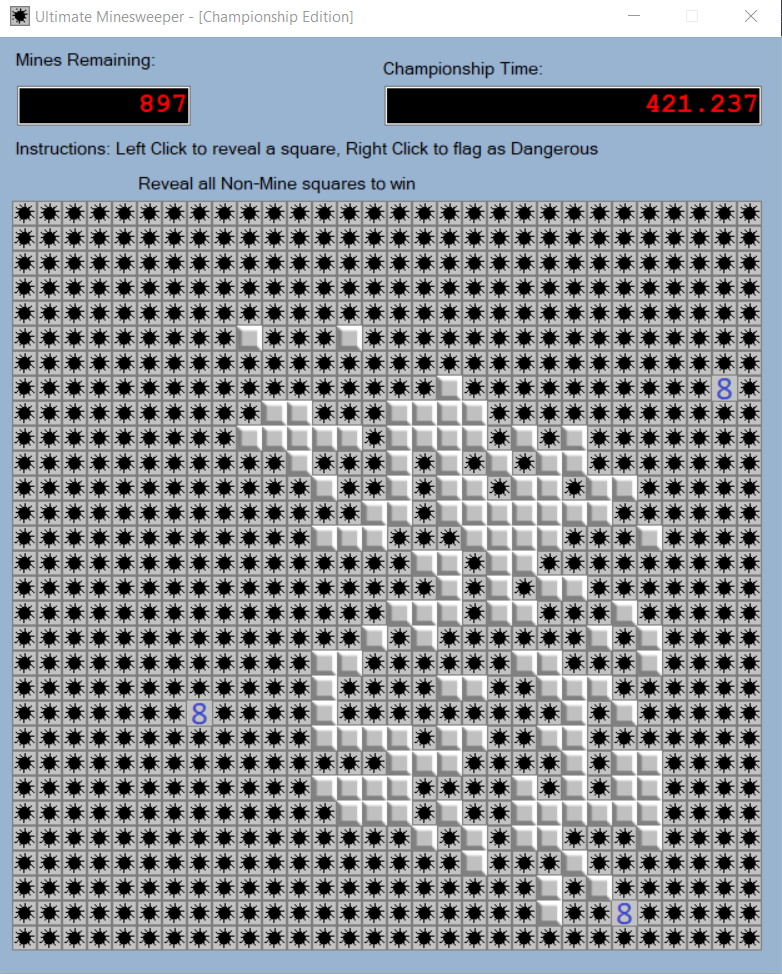 Ultimate Minesweeper - [Championship Edition]
Mines Remaining:
Championship Time:
897
421.237
Instructions: Left Click to reveal a square, Right Click to flag as Dangerous
Reveal all Non-Mine squares to win
8
8
8